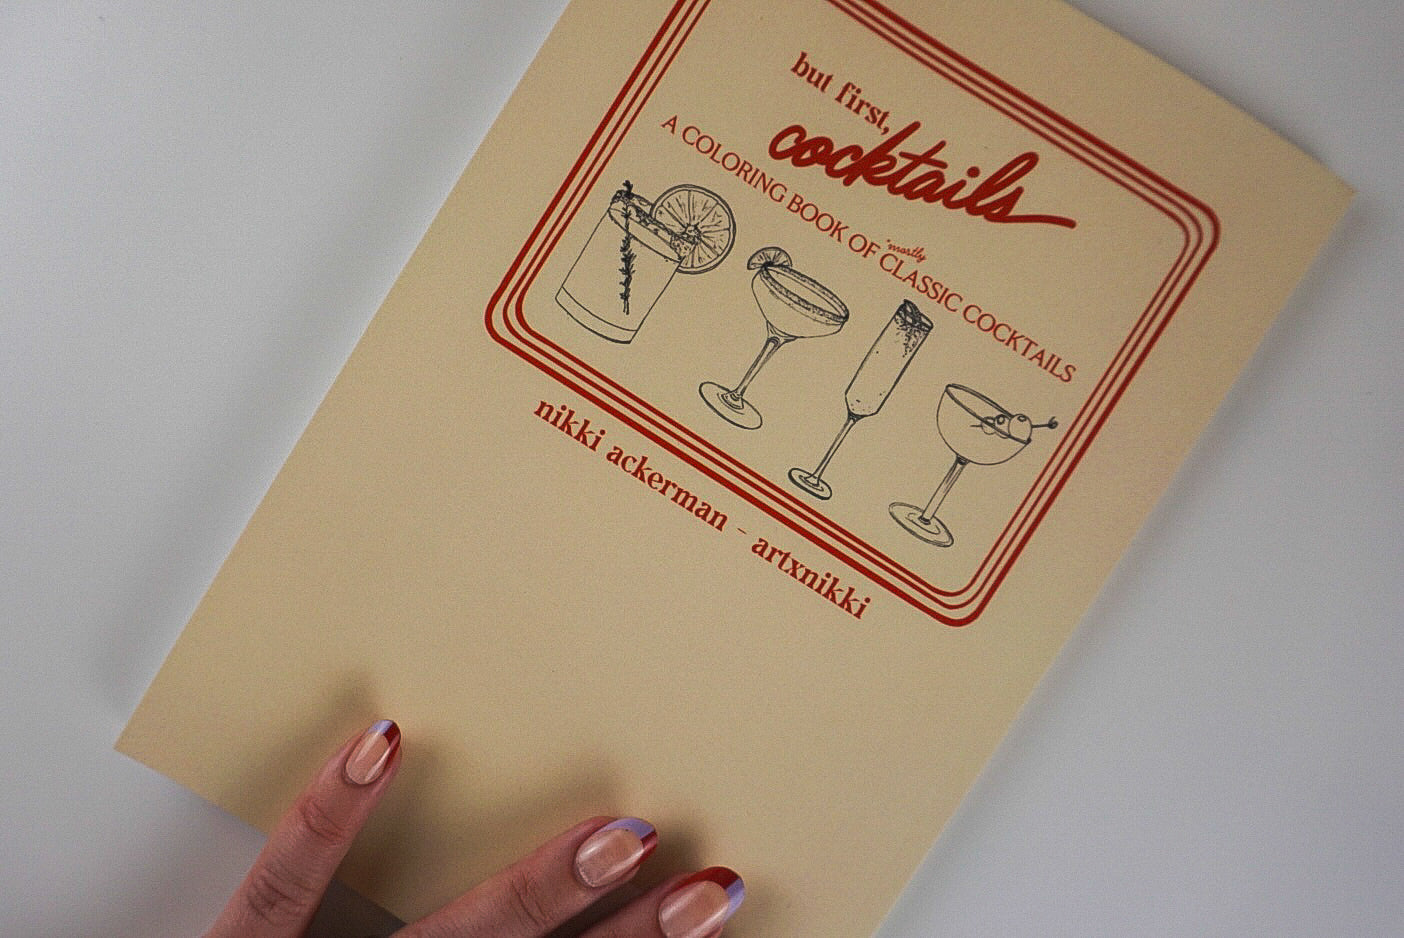 but first,
cocktails
A COLORING BOOK OF *mostly CLASSIC COCKTAILS
nikki ackerman - artxnikki